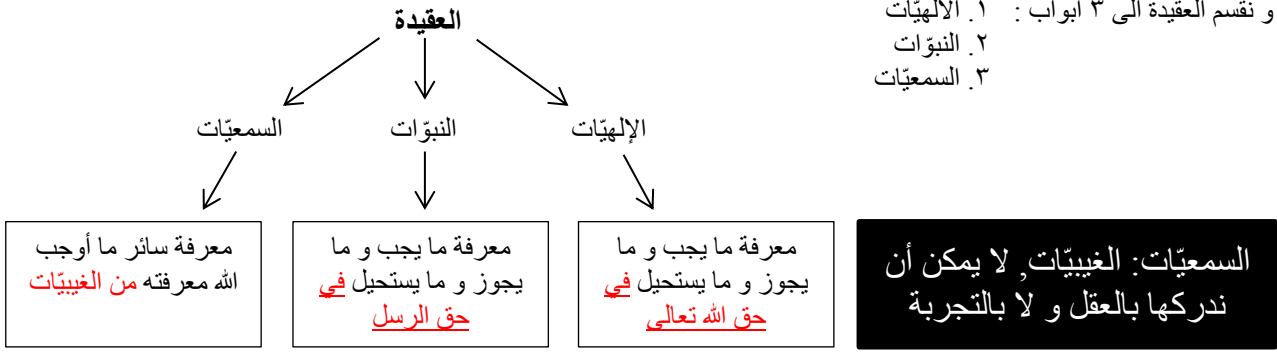 و نقسم العقيدة الى ٣ ابواب : ١. الالهيّات
٢. النبوّات
٣. السمعيّات
العقيدة
الإلهيّات
النبوّات
السمعيّات
معرفة ما يجب و ما
يجوز و ما يستحيل في
حق الله تعالى
معرفة ما يجب و ما
يجوز و ما يستحيل في
حق الرسل
معرفة سائر ما أوجب
الله معرفته من الغيبيّات
السمعيّات: الغيبيّات, لا يمكن أن
ندركها بالعقل و لا بالتجربة